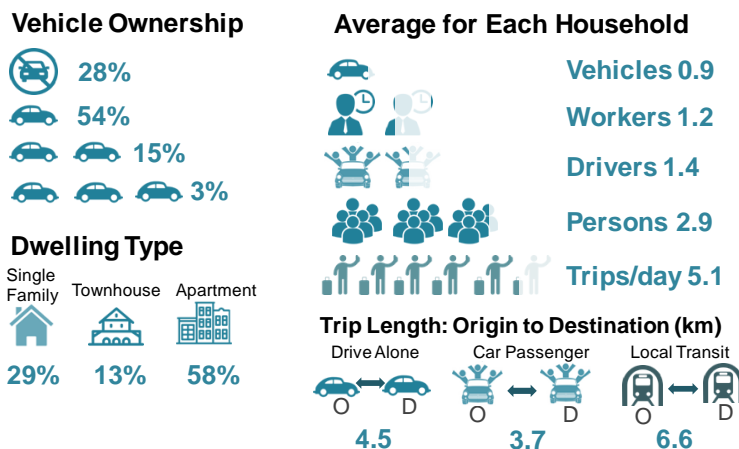 Vehicle Ownership
28%
54%
15%
3%
Dwelling Type
Single Family
Townhouse
Apartment
29%
13%
58%
Average for Each Household
Vehicles 0.9
Workers 1.2
Drivers 1.4
Persons 2.9
Trips/day 5.1
Trip Length: Origin to Destination (km)
Drive Alone
Car Passenger
Local Transit
O
D
O
D
O
D
4.5
3.7
6.6